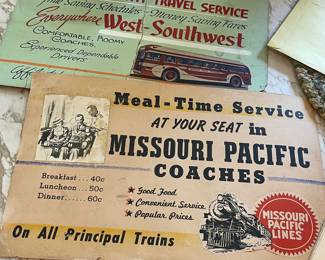 TRAVEL SERVICE
Time Saving Schedules - Money Saving Fares
Everywhere West-Southwest
COMFORTABLE, ROOMY
COACHES.
Experienced Dependable
Drivers!
Meal-Time Service
AT YOUR SEAT in
MISSOURI PACIFIC
COACHES
Breakfast . . . 40c
Luncheon . . . 50c
Dinner . . . . . 60c
★ Good Food
★ Convenient Service
★ Popular Prices
MISSOURI
PACIFIC
LINES
On All Principal Trains